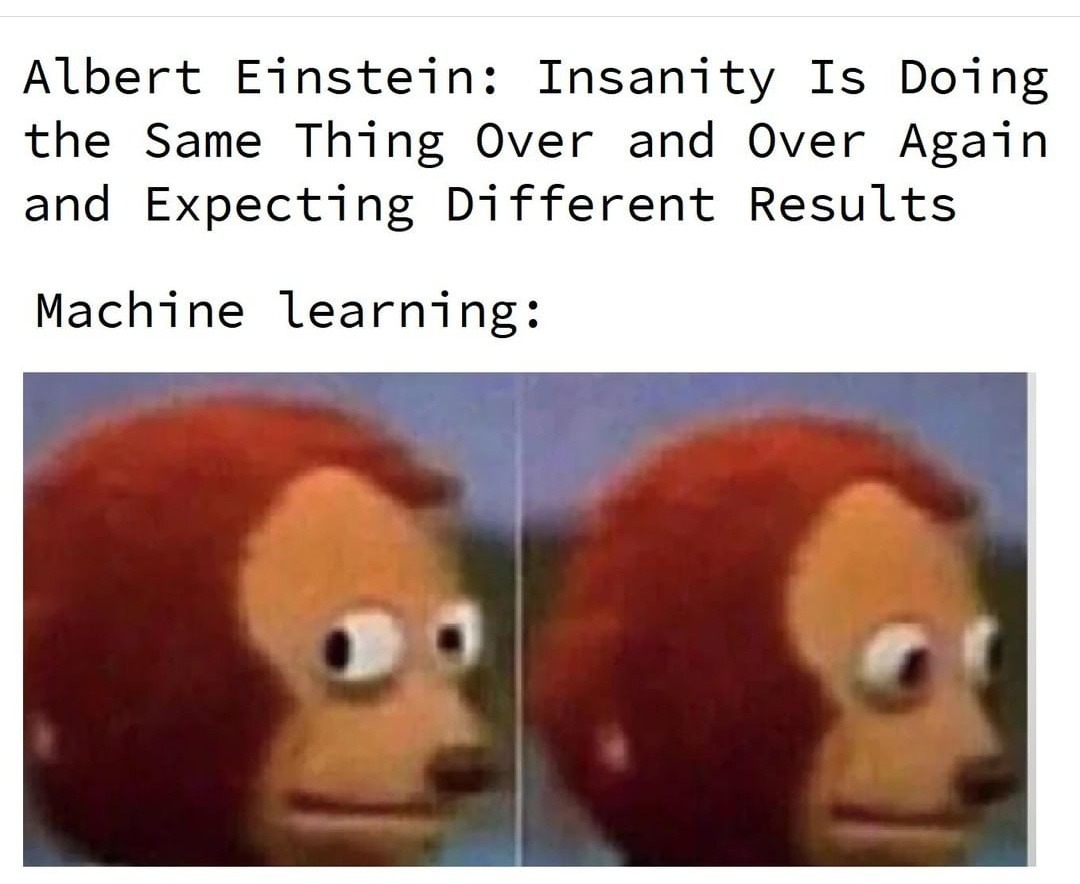 Albert Einstein: Insanity Is Doing
the Same Thing Over and Over Again
and Expecting Different Results
Machine learning: